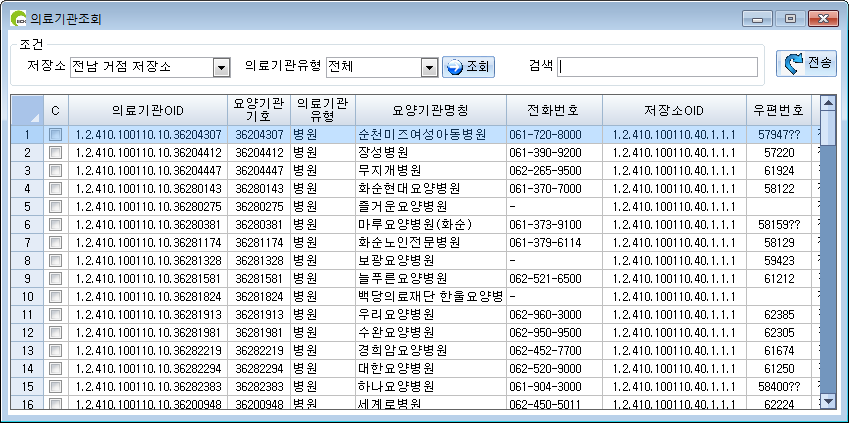 의료기관조회
조건
저장소 전남 거점 저장소 의료기관유형 전체 조회 검색 전송
C 의료기관OID 요양기관기호 의료기관유형 요양기관명칭 전화번호 저장소OID 우편번호
1 1.2.410.100110.10.36204307 36204307 병원 순천미즈여성아동병원 061-720-8000 1.2.410.100110.40.1.1.1 57947??
2 1.2.410.100110.10.36204412 36204412 병원 장성병원 061-390-9200 1.2.410.100110.40.1.1.1 57220
3 1.2.410.100110.10.36204447 36204447 병원 무지개병원 062-265-9500 1.2.410.100110.40.1.1.1 61924
4 1.2.410.100110.10.36280143 36280143 병원 화순현대요양병원 061-370-7000 1.2.410.100110.40.1.1.1 58122
5 1.2.410.100110.10.36280275 36280275 병원 즐거운요양병원 - 1.2.410.100110.40.1.1.1
6 1.2.410.100110.10.36280381 36280381 병원 마루요양병원(화순) 061-373-9100 1.2.410.100110.40.1.1.1 58159??
7 1.2.410.100110.10.36281174 36281174 병원 화순노인전문병원 061-379-6114 1.2.410.100110.40.1.1.1 58129
8 1.2.410.100110.10.36281328 36281328 병원 보광요양병원 - 1.2.410.100110.40.1.1.1 59423
9 1.2.410.100110.10.36281581 36281581 병원 늘푸른요양병원 062-521-6500 1.2.410.100110.40.1.1.1 61212
10 1.2.410.100110.10.36281824 36281824 병원 백당의료재단 한울요양병 - 1.2.410.100110.40.1.1.1
11 1.2.410.100110.10.36281913 36281913 병원 우리요양병원 062-960-3000 1.2.410.100110.40.1.1.1 62385
12 1.2.410.100110.10.36281981 36281981 병원 수완요양병원 062-950-9500 1.2.410.100110.40.1.1.1 62305
13 1.2.410.100110.10.36282219 36282219 병원 경희암요양병원 062-452-7700 1.2.410.100110.40.1.1.1 61674
14 1.2.410.100110.10.36282294 36282294 병원 대한요양병원 062-520-9000 1.2.410.100110.40.1.1.1 61250
15 1.2.410.100110.10.36282383 36282383 병원 하나요양병원 061-904-3000 1.2.410.100110.40.1.1.1 58400??
16 1.2.410.100110.10.36200948 36200948 병원 세계로병원 062-450-5011 1.2.410.100110.40.1.1.1 62224